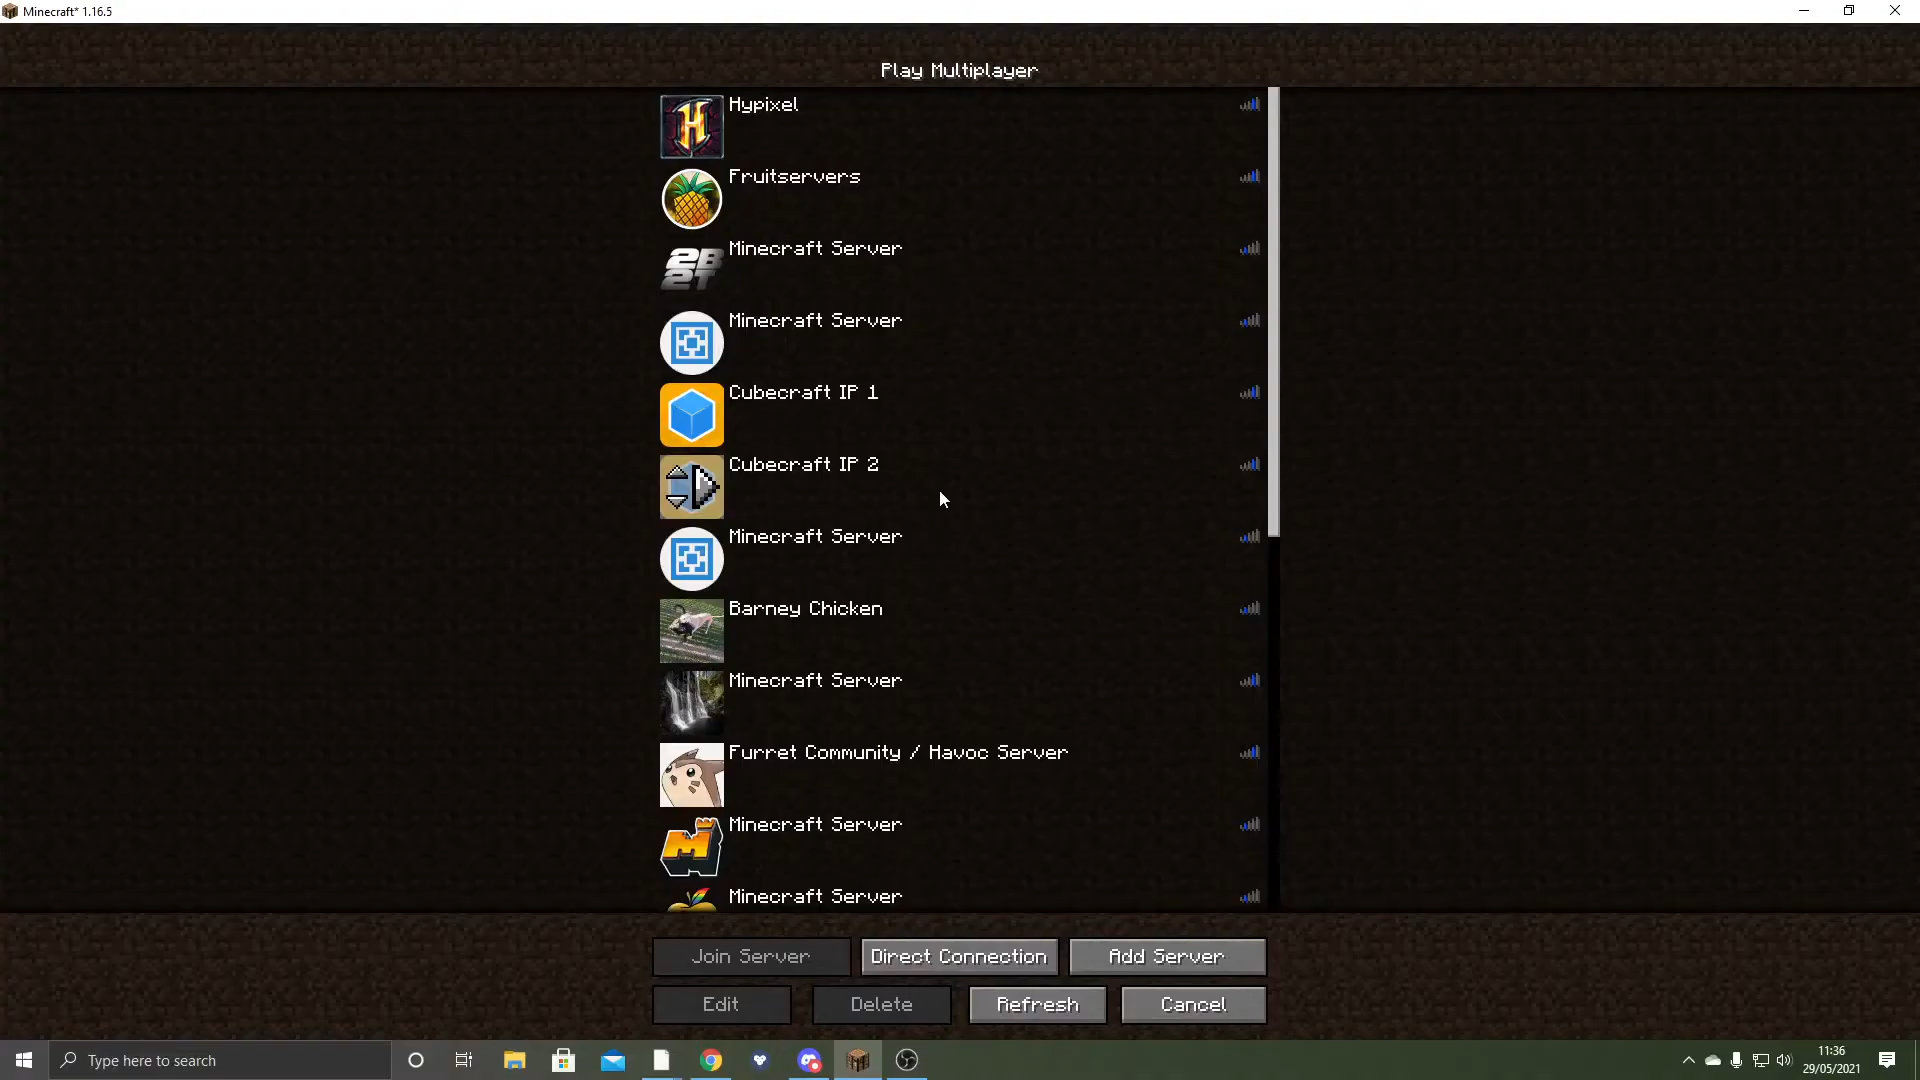 Minecraft* 1.16.5
Play Multiplayer
Hypixel
H
Fruitservers
Minecraft Server
2B
2T
Minecraft Server
Cubecraft IP 1
Cubecraft IP 2
Minecraft Server
Barney Chicken
Minecraft Server
Furret Community / Havoc Server
Minecraft Server
M
Minecraft Server
Join Server
Direct Connection
Add Server
Edit
Delete
Refresh
Cancel
Type here to search
11:36
29/05/2021